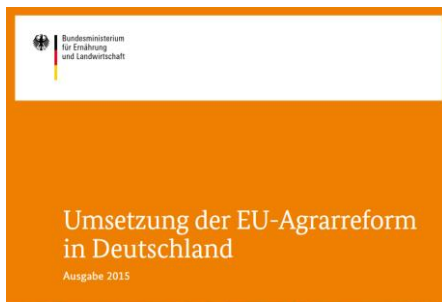 Bundesministerium
für Ernährung
und Landwirtschaft
Umsetzung der EU-Agrarreform
in Deutschland
Ausgabe 2015